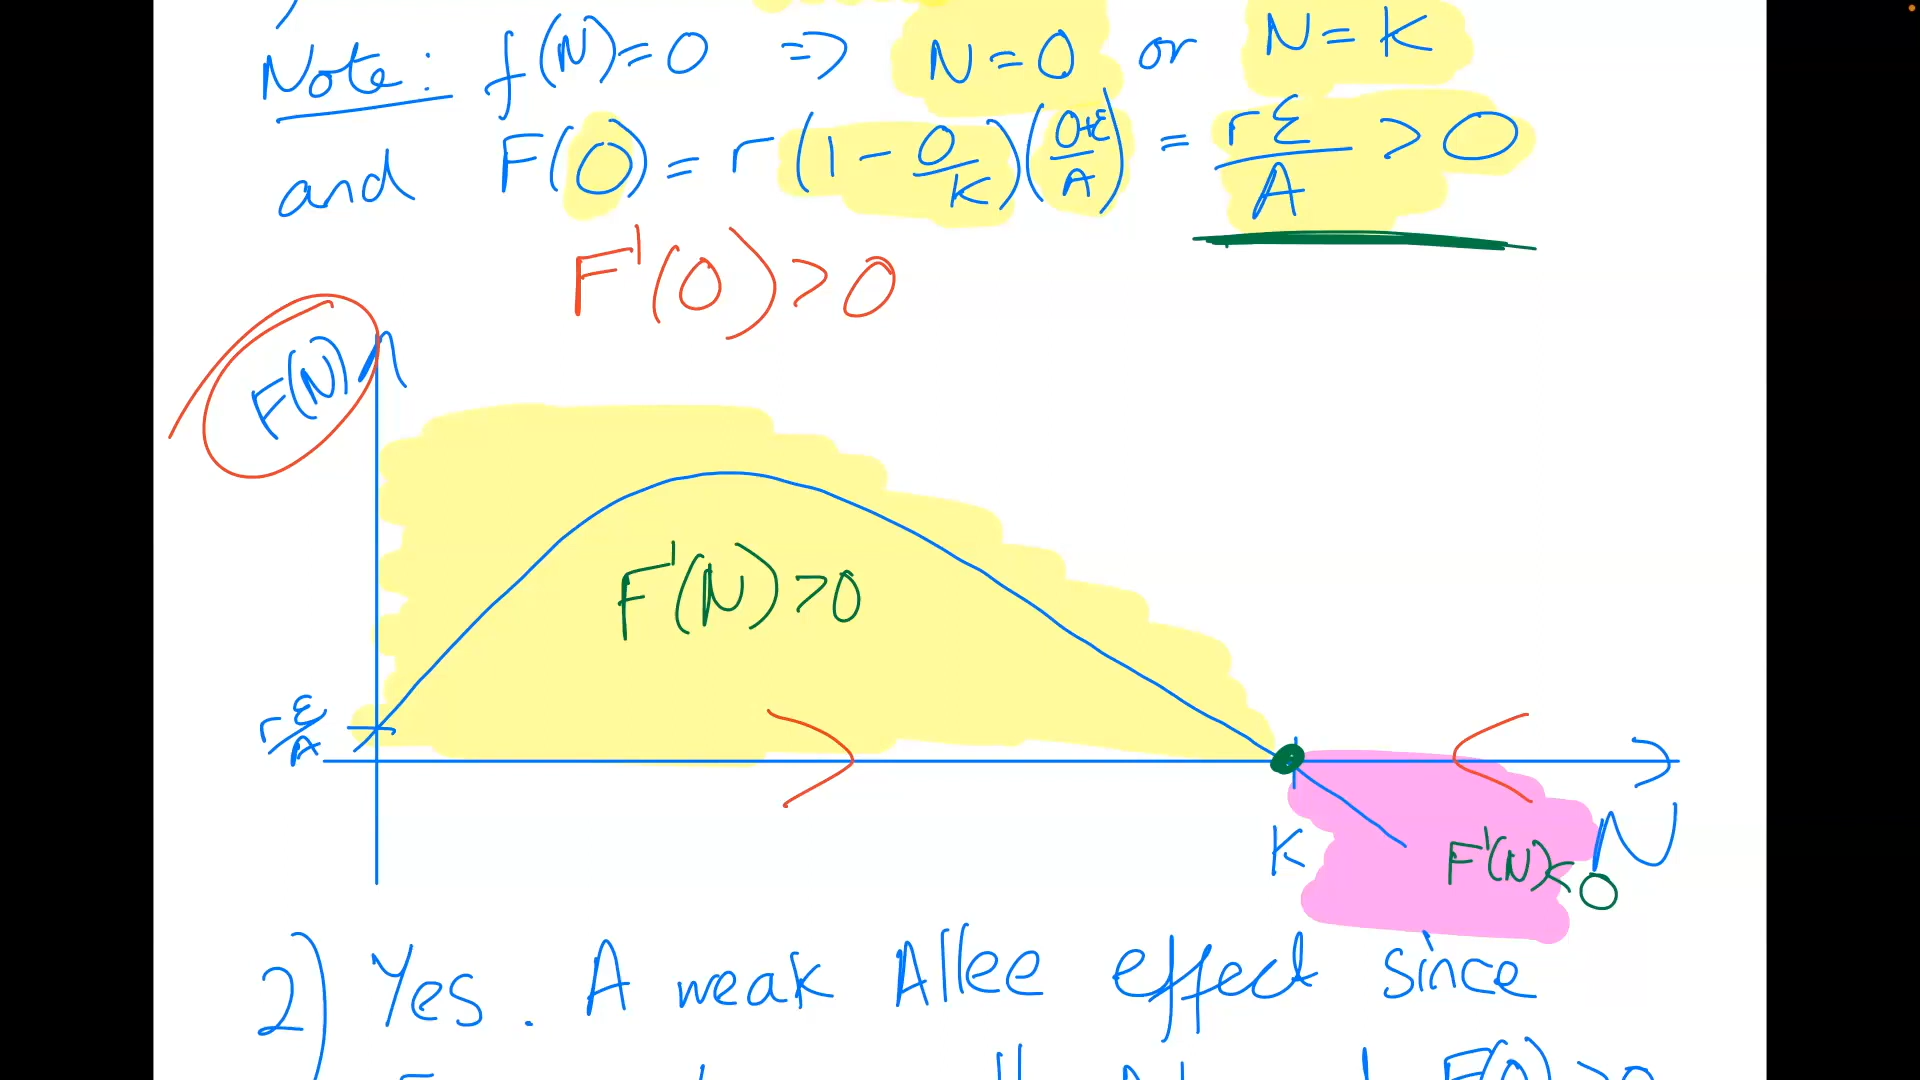 Note: f(N)=0 => N=0 or N=K
and F(0) = r(1-0/K)(0+ε/A) = rε/A > 0
F'(0)>0
F(N)
F'(N)>0
rε/A
K
N
F'(N)<0
2) Yes. A weak Allee effect since